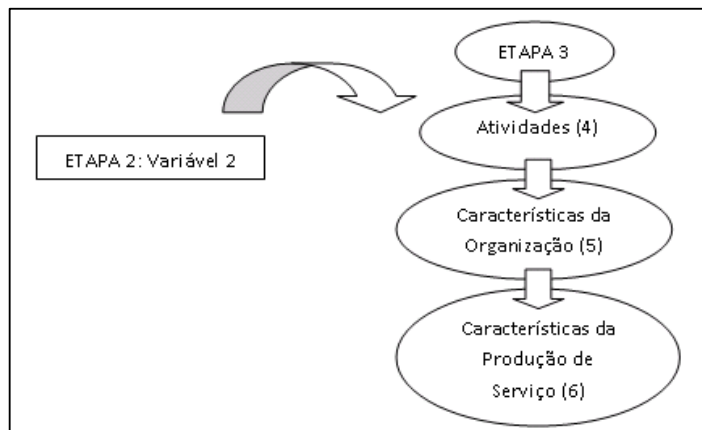 ETAPA 3
Atividades (4)
ETAPA 2: Variável 2
Características da
Organização (5)
Características da
Produção de
Serviço (6)